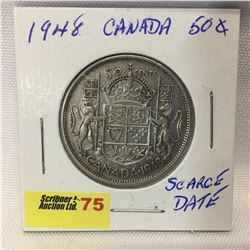 1948 CANADA 50¢
50 CENTS
CANADA 1948
SCARCE
DATE
Scribner
Auction Ltd. 75